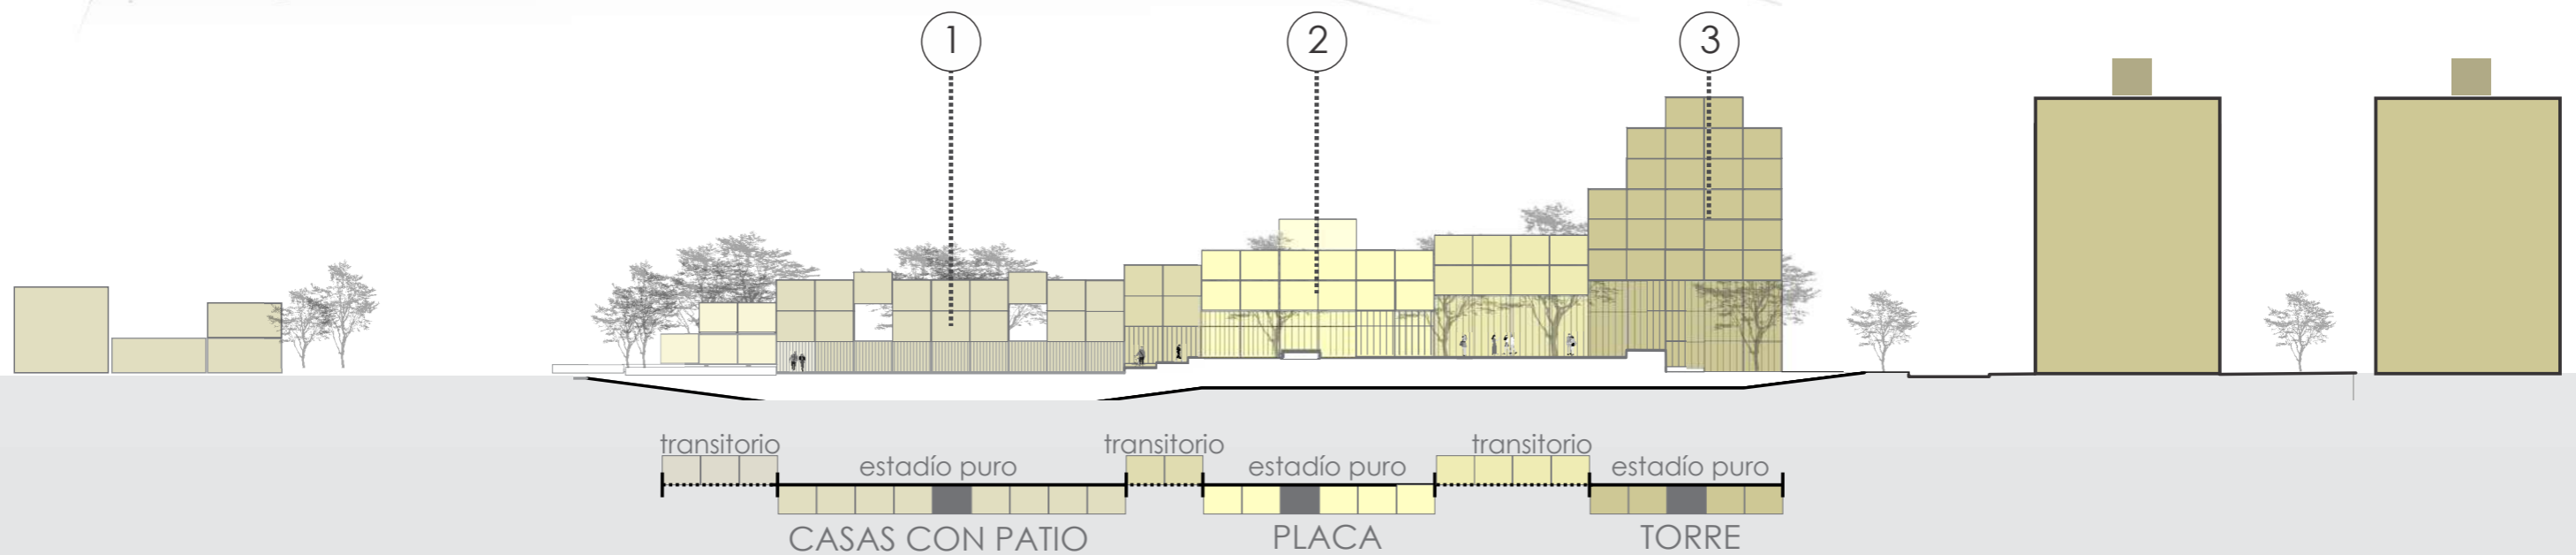 1
2
3
transitorio
transitorio
transitorio
estadío puro
estadío puro
estadío puro
CASAS CON PATIO
PLACA
TORRE